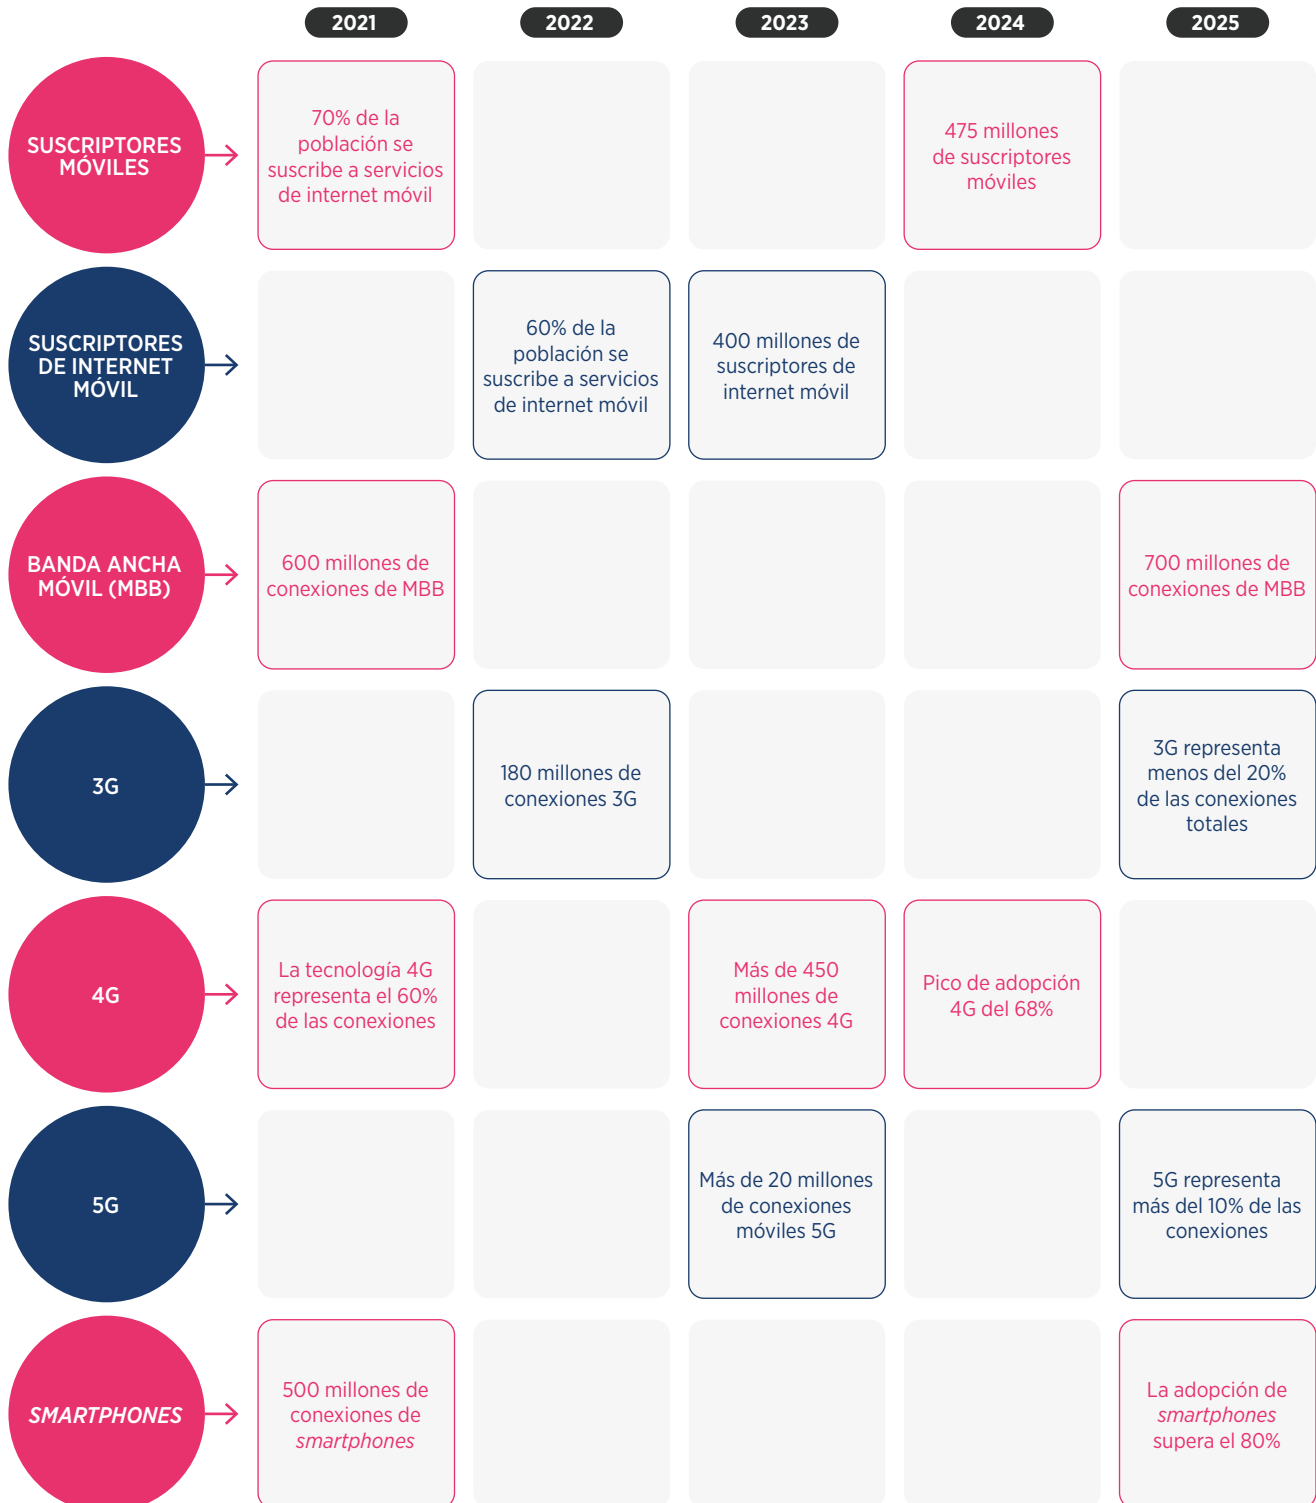 2021
2022
2023
2024
2025
SUSCRIPTORES
MÓVILES
70% de la
población se
suscribe a servicios
de internet móvil
475 millones
de suscriptores
móviles
SUSCRIPTORES
DE INTERNET
MÓVIL
60% de la
población se
suscribe a servicios
de internet móvil
400 millones de
suscriptores de
internet móvil
BANDA ANCHA
MÓVIL (MBB)
600 millones de
conexiones de MBB
700 millones de
conexiones de MBB
3G
180 millones de
conexiones 3G
3G representa
menos del 20%
de las conexiones
totales
4G
La tecnología 4G
representa el 60%
de las conexiones
Más de 450
millones de
conexiones 4G
Pico de adopción
4G del 68%
5G
Más de 20 millones
de conexiones
móviles 5G
5G representa
más del 10% de las
conexiones
SMARTPHONES
500 millones de
conexiones de
smartphones
La adopción de
smartphones
supera el 80%